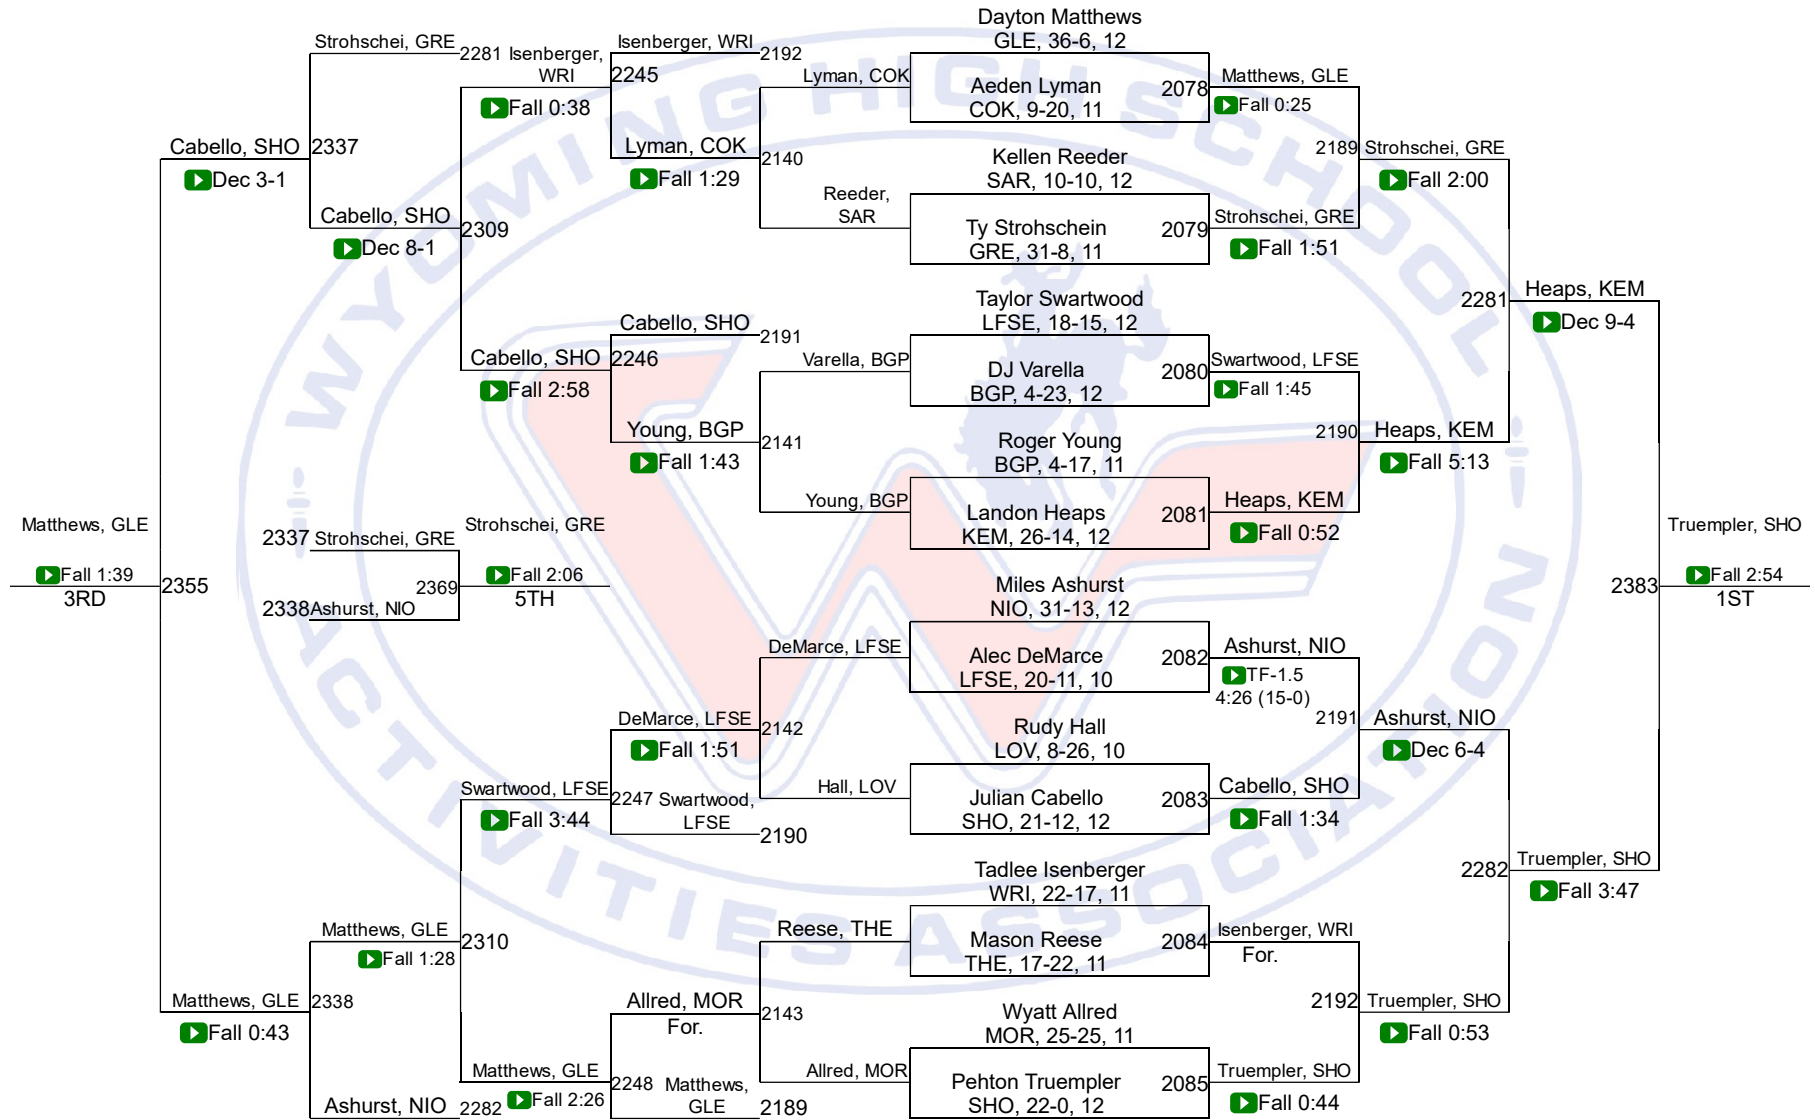 Dayton Matthews
GLE, 36-6, 12
Strohschei, GRE
2281
Isenberger,
WRI
Isenberger, WRI
2192
2245
Lyman, COK
Aeden Lyman
COK, 9-20, 11
2078
Matthews, GLE
Fall 0:25
Fall 0:38
Cabello, SHO
2337
Dec 3-1
Lyman, COK
2140
Fall 1:29
Kellen Reeder
SAR, 10-10, 12
2189
Strohschei, GRE
Fall 2:00
Reeder,
SAR
Cabello, SHO
2309
Dec 8-1
Ty Strohschein
GRE, 31-8, 11
2079
Strohschei, GRE
Fall 1:51
Taylor Swartwood
LFSE, 18-15, 12
2281
Heaps, KEM
Dec 9-4
Cabello, SHO
2191
Cabello, SHO
2246
Fall 2:58
Varella, BGP
DJ Varella
BGP, 4-23, 12
2080
Swartwood, LFSE
Fall 1:45
Young, BGP
2141
Fall 1:43
Roger Young
BGP, 4-17, 11
2190
Heaps, KEM
Fall 5:13
Young, BGP
Landon Heaps
KEM, 26-14, 12
2081
Heaps, KEM
Fall 0:52
Matthews, GLE
Fall 1:39
3RD
2355
2337
Strohschei, GRE
2338
Ashurst, NIO
2369
Strohschei, GRE
Fall 2:06
5TH
Truempler, SHO
2383
Fall 2:54
1ST
Miles Ashurst
NIO, 31-13, 12
DeMarce, LFSE
Alec DeMarce
LFSE, 20-11, 10
2082
Ashurst, NIO
TF-1.5
4:26 (15-0)
DeMarce, LFSE
2142
Fall 1:51
Rudy Hall
LOV, 8-26, 10
2191
Ashurst, NIO
Dec 6-4
Swartwood, LFSE
2247
Fall 3:44
Swartwood,
LFSE
2190
Hall, LOV
Julian Cabello
SHO, 21-12, 12
2083
Cabello, SHO
Fall 1:34
Tadlee Isenberger
WRI, 22-17, 11
2282
Truempler, SHO
Fall 3:47
Matthews, GLE
2310
Fall 1:28
Reese, THE
Mason Reese
THE, 17-22, 11
2084
Isenberger, WRI
For.
Matthews, GLE
2338
Fall 0:43
Allred, MOR
2143
For.
Wyatt Allred
MOR, 25-25, 11
2192
Truempler, SHO
Fall 0:53
Matthews, GLE
2248
Fall 2:26
Matthews,
GLE
2189
Allred, MOR
Pehton Truempler
SHO, 22-0, 12
2085
Truempler, SHO
Fall 0:44
Ashurst, NIO
2282
WYOMING HIGH SCHOOL
ACTIVITIES ASSOCIATION